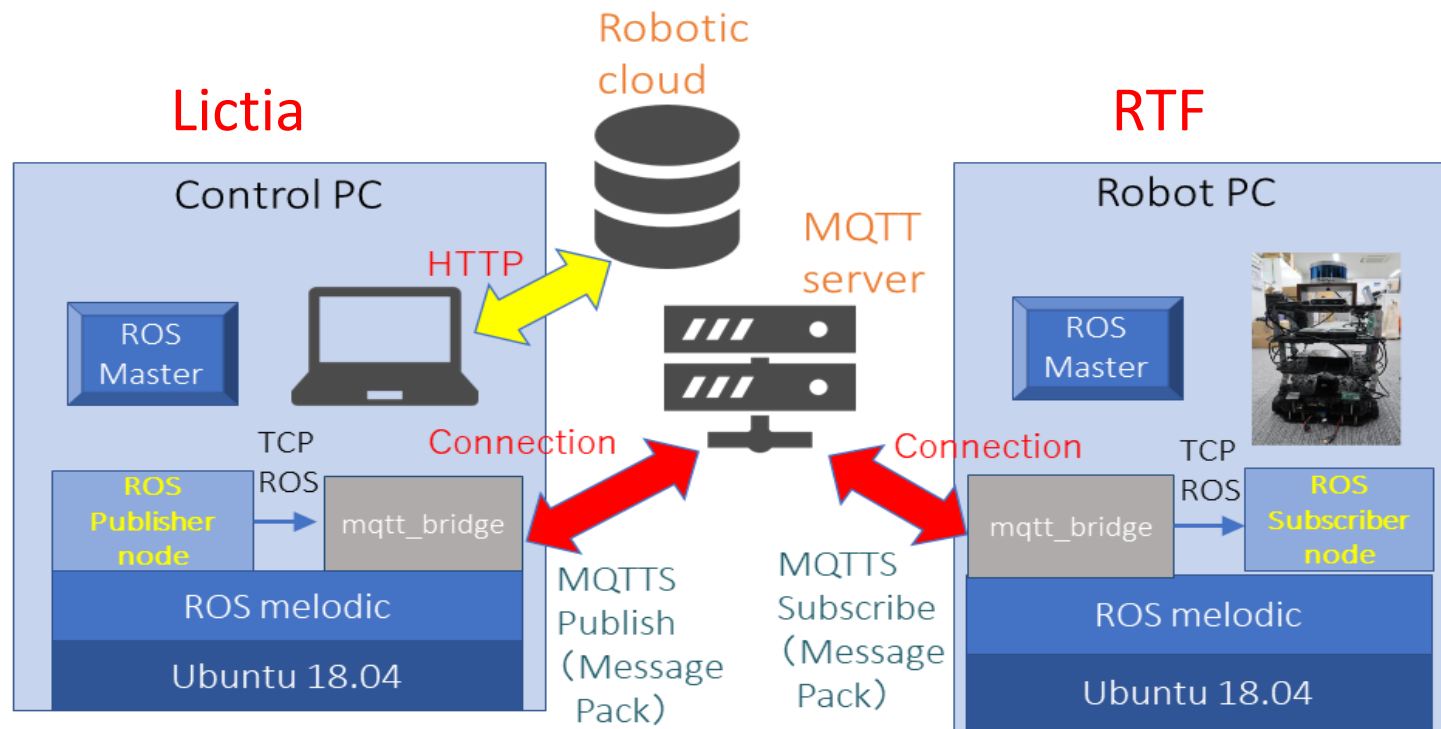 Robotic
cloud
Lictia
RTF
Control PC
HTTP
MQTT
server
Robot PC
ROS
Master
ROS
Master
Connection
Connection
TCP
ROS
ROS
Publisher
node
mqtt_bridge
TCP
ROS
mqtt_bridge
ROS
Subscriber
node
MQTTS
Publish
（Message
Pack）
MQTTS
Subscribe
（Message
Pack）
ROS melodic
Ubuntu 18.04
ROS melodic
Ubuntu 18.04